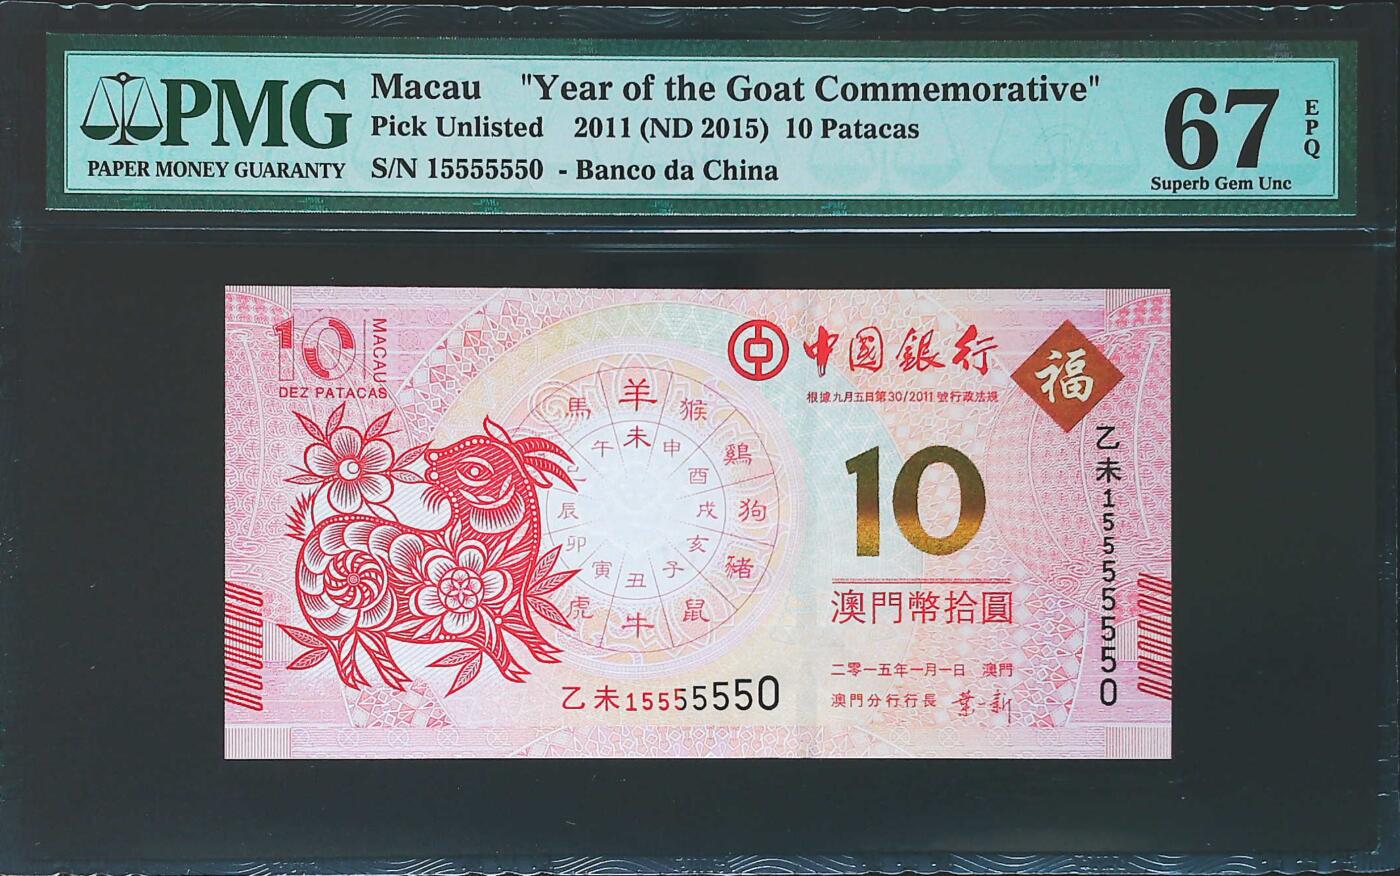 PMG
PAPER MONEY GUARANTY
Macau "Year of the Goat Commemorative"
Pick Unlisted 2011 (ND 2015) 10 Patacas
S/N 15555550 - Banco da China
67
EPQ
Superb Gem Unc
10
MACAU
DEZ PATACAS
中國銀行
根據九月五日第30/2011號行政法規
福
乙未15555550
10
澳門幣拾圓
二零一五年一月一日 澳門
澳門分行行長
羊
猴
鷄
狗
豬
鼠
牛
虎
馬
未
申
酉
戌
亥
子
丑
寅
卯
辰
巳
午
乙未15555550